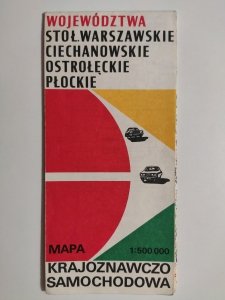 WOJEWÓDZTWA
STOŁ.WARSZAWSKIE
CIECHANOWSKIE
OSTROŁĘCKIE
PŁOCKIE
MAPA 1:500 000
KRAJOZNAWCZO
SAMOCHODOWA